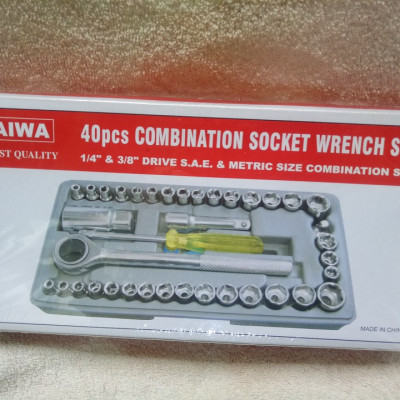 AIWA
40pcs COMBINATION SOCKET WRENCH S
ST QUALITY
1/4" & 3/8" DRIVE S.A.E. & METRIC SIZE COMBINATION S
MADE IN CHIN